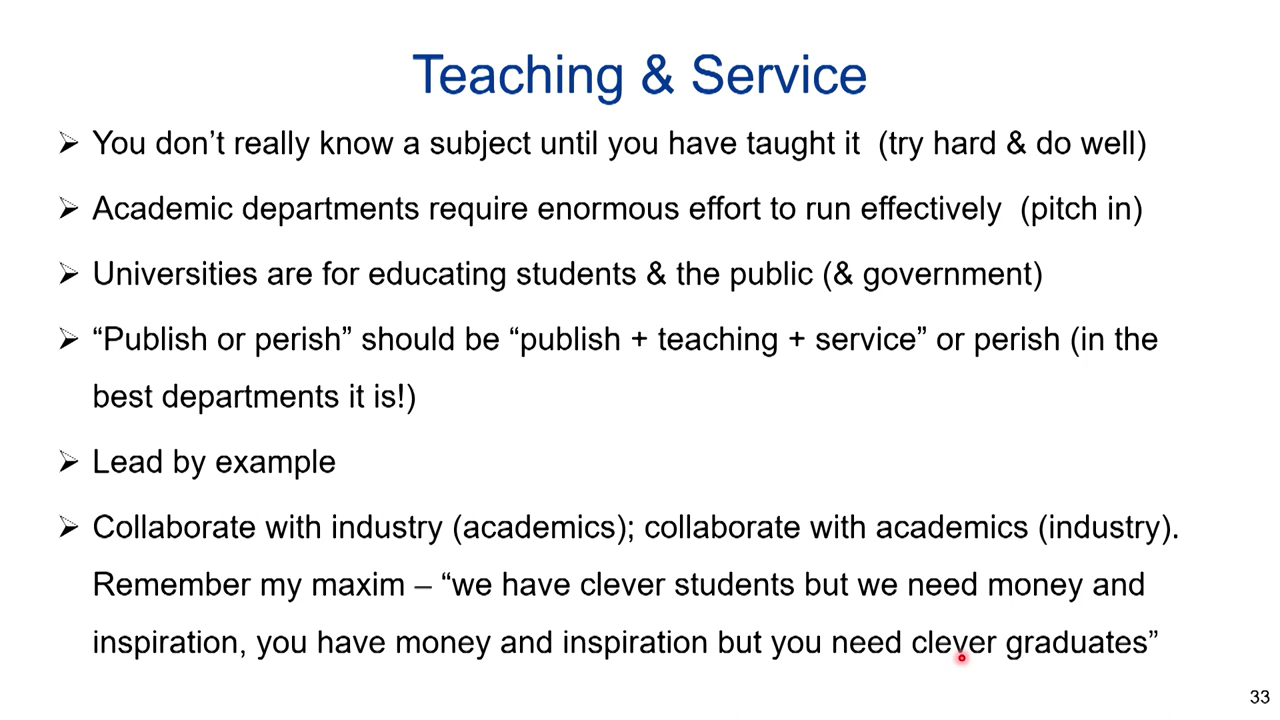 Teaching & Service
You don’t really know a subject until you have taught it  (try hard & do well)
Academic departments require enormous effort to run effectively  (pitch in)
Universities are for educating students & the public (& government)
“Publish or perish” should be “publish + teaching + service” or perish (in the
best departments it is!)
Lead by example
Collaborate with industry (academics); collaborate with academics (industry).
Remember my maxim – “we have clever students but we need money and
inspiration, you have money and inspiration but you need clever graduates”
33